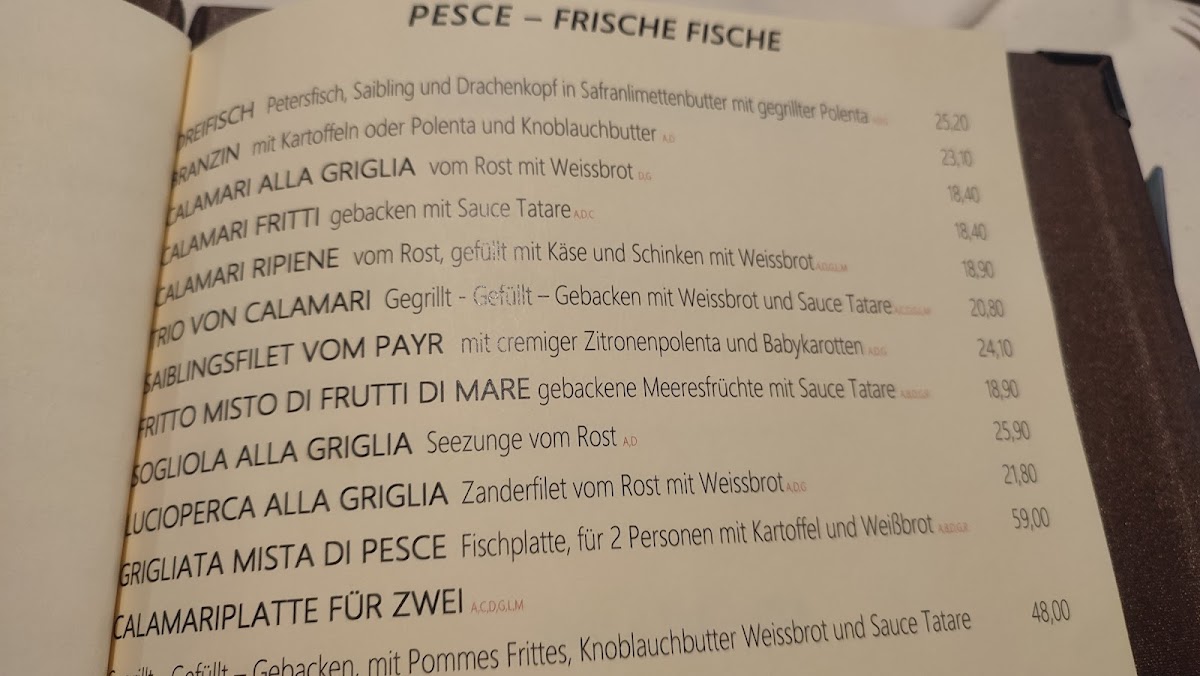 PESCE – FRISCHE FISCHE
DREIFISCH Petersfisch, Saibling und Drachenkopf in Safranlimettenbutter mit gegrillter Polenta 25,20
BRANZIN mit Kartoffeln oder Polenta und Knoblauchbutter A,D 23,10
CALAMARI ALLA GRIGLIA vom Rost mit Weissbrot D,G 18,40
CALAMARI FRITTI gebacken mit Sauce Tatare A,D,C 18,40
CALAMARI RIPIENE vom Rost, gefüllt mit Käse und Schinken mit Weissbrot A,D,G,L,M 18,90
TRIO VON CALAMARI Gegrillt - Gefüllt – Gebacken mit Weissbrot und Sauce Tatare A,C,D,G,L,M 20,80
SAIBLINGSFILET VOM PAYR mit cremiger Zitronenpolenta und Babykarotten A,D,G 24,10
FRITTO MISTO DI FRUTTI DI MARE gebackene Meeresfrüchte mit Sauce Tatare A,B,D,G,R 18,90
SOGLIOLA ALLA GRIGLIA Seezunge vom Rost A,D 25,90
LUCIOPERCA ALLA GRIGLIA Zanderfilet vom Rost mit Weissbrot A,D,G 21,80
GRIGLIATA MISTA DI PESCE Fischplatte, für 2 Personen mit Kartoffel und Weißbrot A,B,D,G,R 59,00
CALAMARIPLATTE FÜR ZWEI A,C,D,G,L,M
Gefüllt – Gebacken, mit Pommes Frittes, Knoblauchbutter Weissbrot und Sauce Tatare 48,00